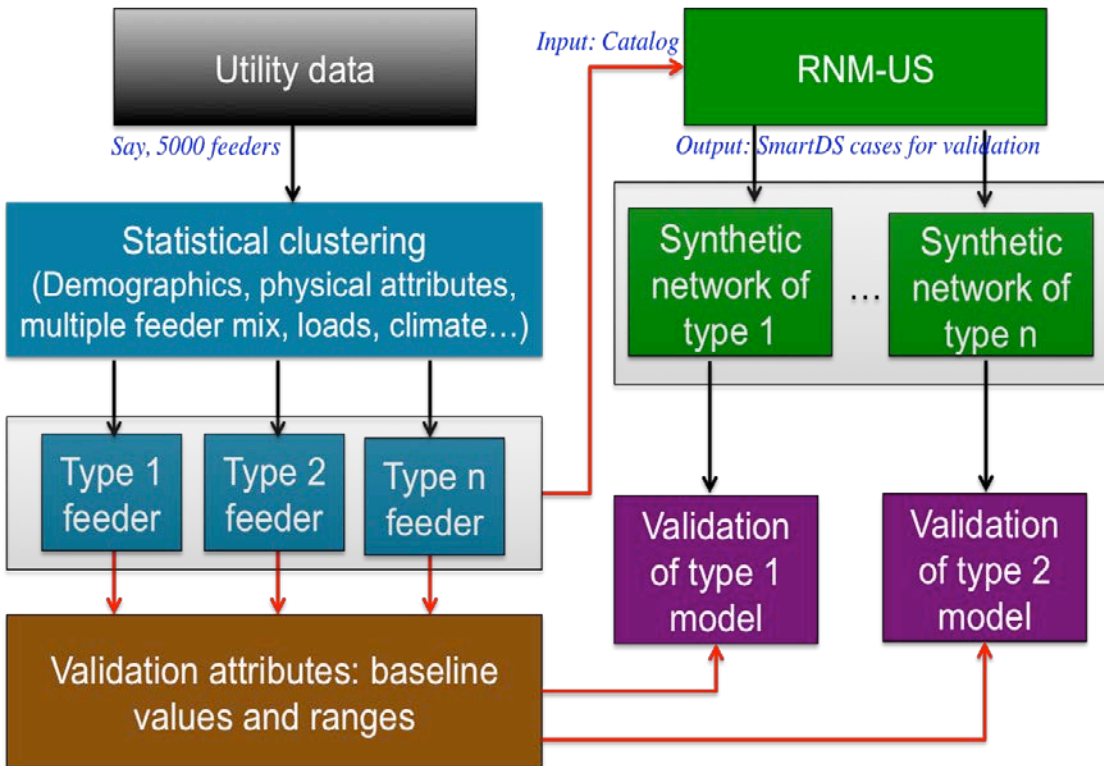 Utility data
Say, 5000 feeders
Statistical clustering
(Demographics, physical attributes,
multiple feeder mix, loads, climate…)
Type 1
feeder
Type 2
feeder
Type n
feeder
Validation attributes: baseline
values and ranges
Input: Catalog
RNM-US
Output: SmartDS cases for validation
Synthetic
network of
type 1
…
Synthetic
network of
type n
Validation
of type 1
model
Validation
of type 2
model